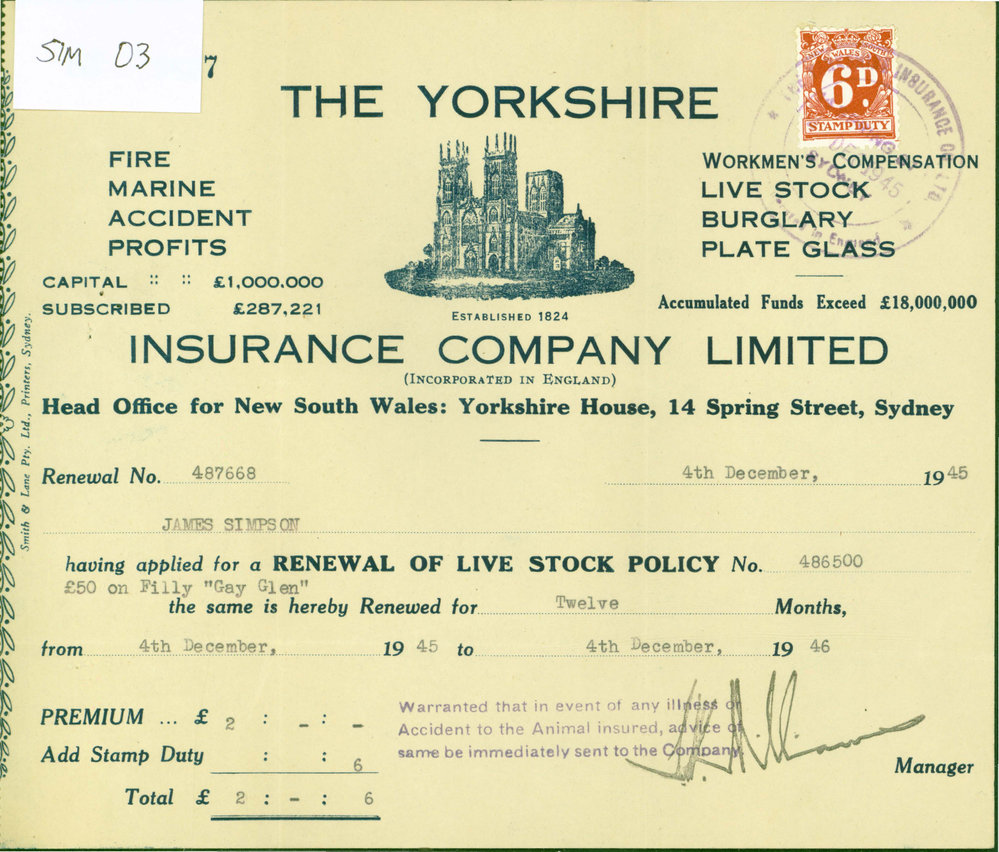 SIM 03
7
NEW SOUTH
WALES
6D
STAMP DUTY
THE YORKSHIRE
FIRE
MARINE
ACCIDENT
PROFITS
WORKMEN'S COMPENSATION
LIVE STOCK
BURGLARY
PLATE GLASS
CAPITAL :: :: £1,000,000
SUBSCRIBED £287,221
ESTABLISHED 1824
Accumulated Funds Exceed £18,000,000
INSURANCE COMPANY LIMITED
(INCORPORATED IN ENGLAND)
Head Office for New South Wales: Yorkshire House, 14 Spring Street, Sydney
Smith & Lane Pty. Ltd., Printers, Sydney.
Renewal No. 487668 4th December, 1945
JAMES SIMPSON
having applied for a RENEWAL OF LIVE STOCK POLICY No. 486500
£50 on Filly "Gay Glen"
the same is hereby Renewed for Twelve Months,
from 4th December, 19 45 to 4th December, 19 46
PREMIUM ... £ 2 : - : -
Add Stamp Duty : : 6
Total £ 2 : - : 6
Warranted that in event of any illness or
Accident to the Animal insured, advice of
same be immediately sent to the Company.
Manager